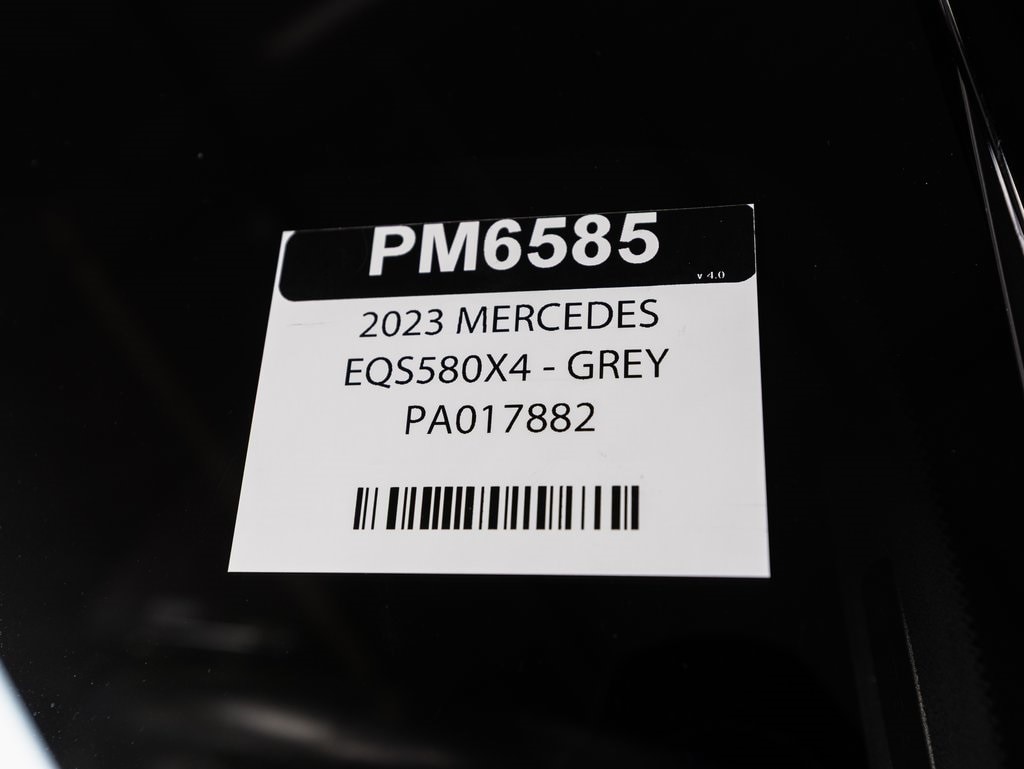 PM6585
v 4.0
2023 MERCEDES
EQS580X4 - GREY
PA017882